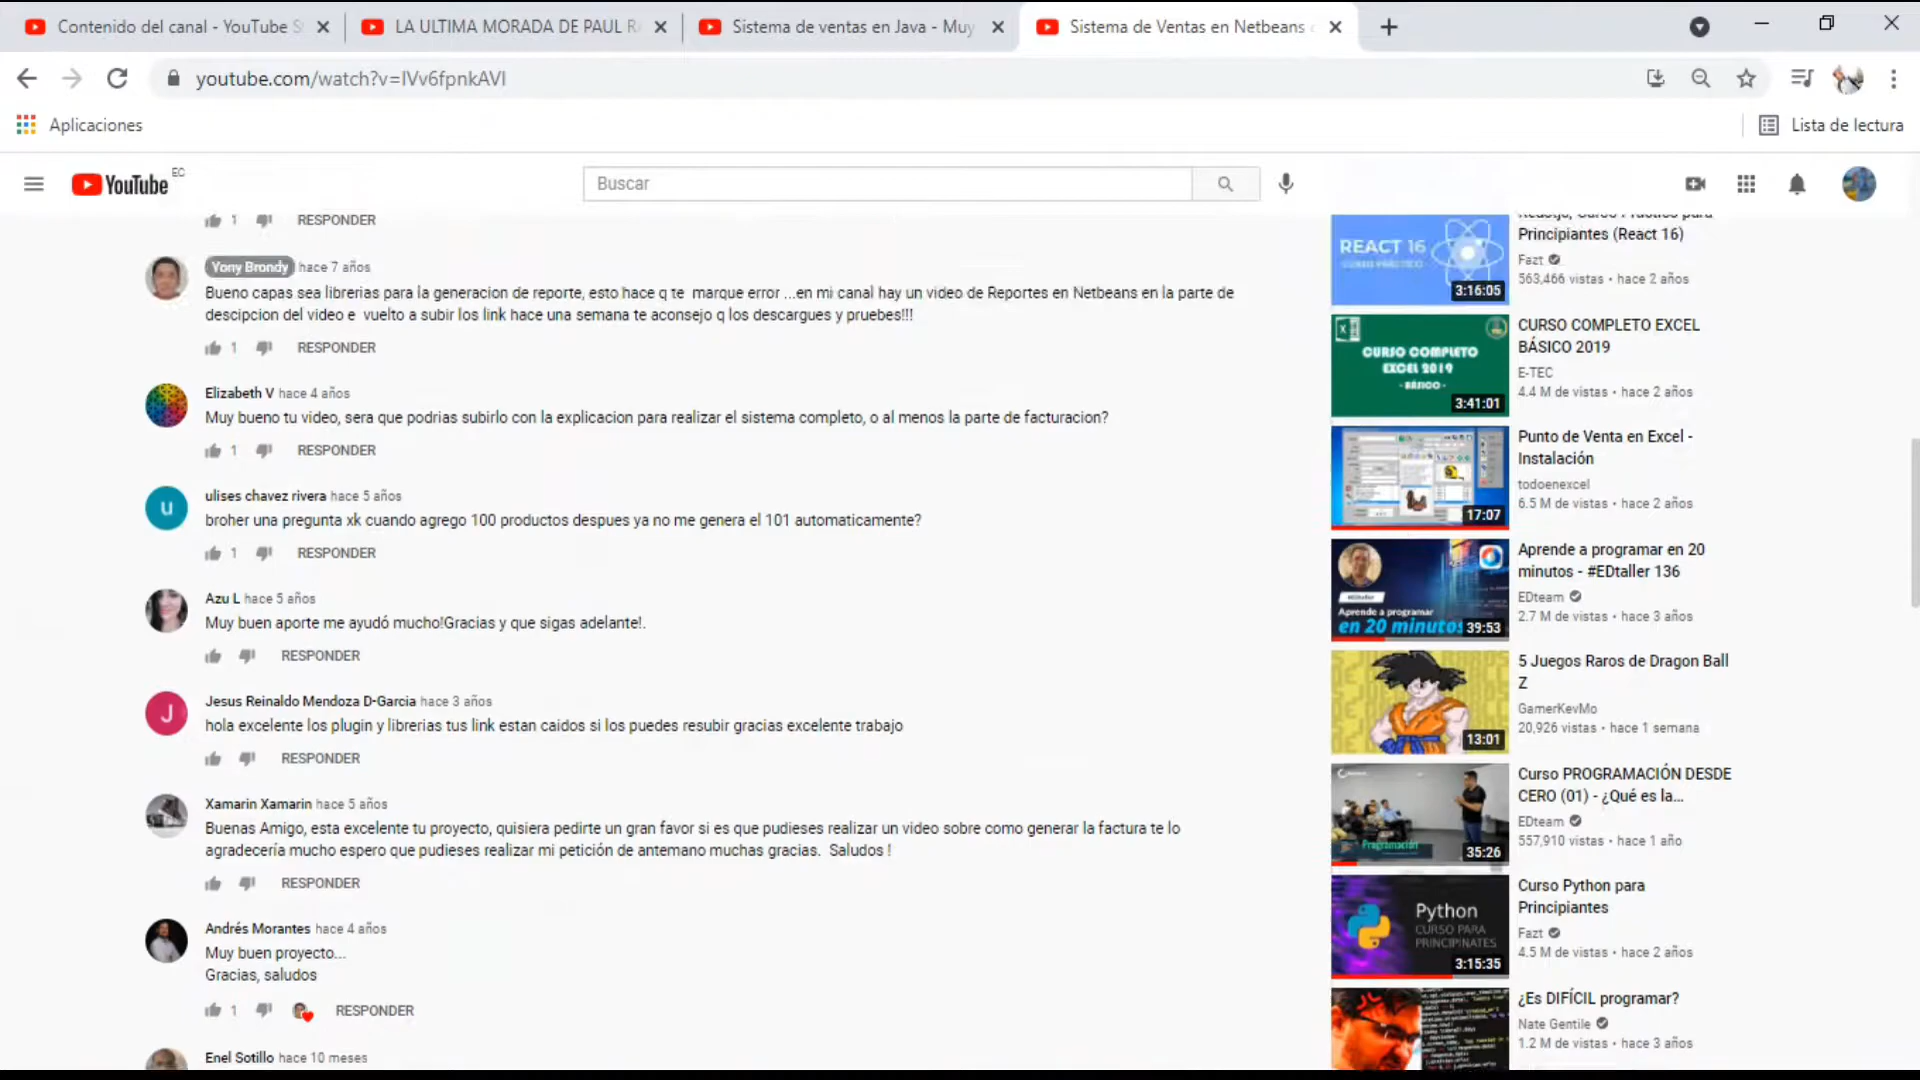 Contenido del canal - YouTube S
LA ULTIMA MORADA DE PAUL R
Sistema de ventas en Java - Muy
Sistema de Ventas en Netbeans
youtube.com/watch?v=IVv6fpnkAVI
Aplicaciones
Lista de lectura
YouTube EC
Buscar
1 RESPONDER
Yony Brondy hace 7 años
Bueno capas sea librerias para la generacion de reporte, esto hace q te marque error ...en mi canal hay un video de Reportes en Netbeans en la parte de
descipcion del video e vuelto a subir los link hace una semana te aconsejo q los descargues y pruebes!!!
1 RESPONDER
Elizabeth V hace 4 años
Muy bueno tu video, sera que podrias subirlo con la explicacion para realizar el sistema completo, o al menos la parte de facturacion?
1 RESPONDER
u
ulises chavez rivera hace 5 años
broher una pregunta xk cuando agrego 100 productos despues ya no me genera el 101 automaticamente?
1 RESPONDER
Azu L hace 5 años
Muy buen aporte me ayudó mucho!Gracias y que sigas adelante!.
RESPONDER
J
Jesus Reinaldo Mendoza D-Garcia hace 3 años
hola excelente los plugin y librerias tus link estan caidos si los puedes resubir gracias excelente trabajo
RESPONDER
Xamarin Xamarin hace 5 años
Buenas Amigo, esta excelente tu proyecto, quisiera pedirte un gran favor si es que pudieses realizar un video sobre como generar la factura te lo
agradecería mucho espero que pudieses realizar mi petición de antemano muchas gracias. Saludos !
RESPONDER
Andrés Morantes hace 4 años
Muy buen proyecto...
Gracias, saludos
1 RESPONDER
Enel Sotillo hace 10 meses
REACT 16
CURSO PRÁCTICO
3:16:05
Principiantes (React 16)
Fazt
563,466 vistas • hace 2 años
CURSO COMPLETO
EXCEL 2019
- BÁSICO -
3:41:01
CURSO COMPLETO EXCEL
BÁSICO 2019
E-TEC
4.4 M de vistas • hace 2 años
17:07
Punto de Venta en Excel -
Instalación
todoenexcel
6.5 M de vistas • hace 2 años
Aprende a programar
en 20 minutos
39:53
Aprende a programar en 20
minutos - #EDtaller 136
EDteam
2.7 M de vistas • hace 3 años
13:01
5 Juegos Raros de Dragon Ball
Z
GamerKevMo
20,926 vistas • hace 1 semana
Programación
35:26
Curso PROGRAMACIÓN DESDE
CERO (01) - ¿Qué es la...
EDteam
557,910 vistas • hace 1 año
Python
CURSO PARA
PRINCIPINATES
3:15:35
Curso Python para
Principiantes
Fazt
4.5 M de vistas • hace 2 años
¿Es DIFÍCIL programar?
Nate Gentile
1.2 M de vistas • hace 3 años